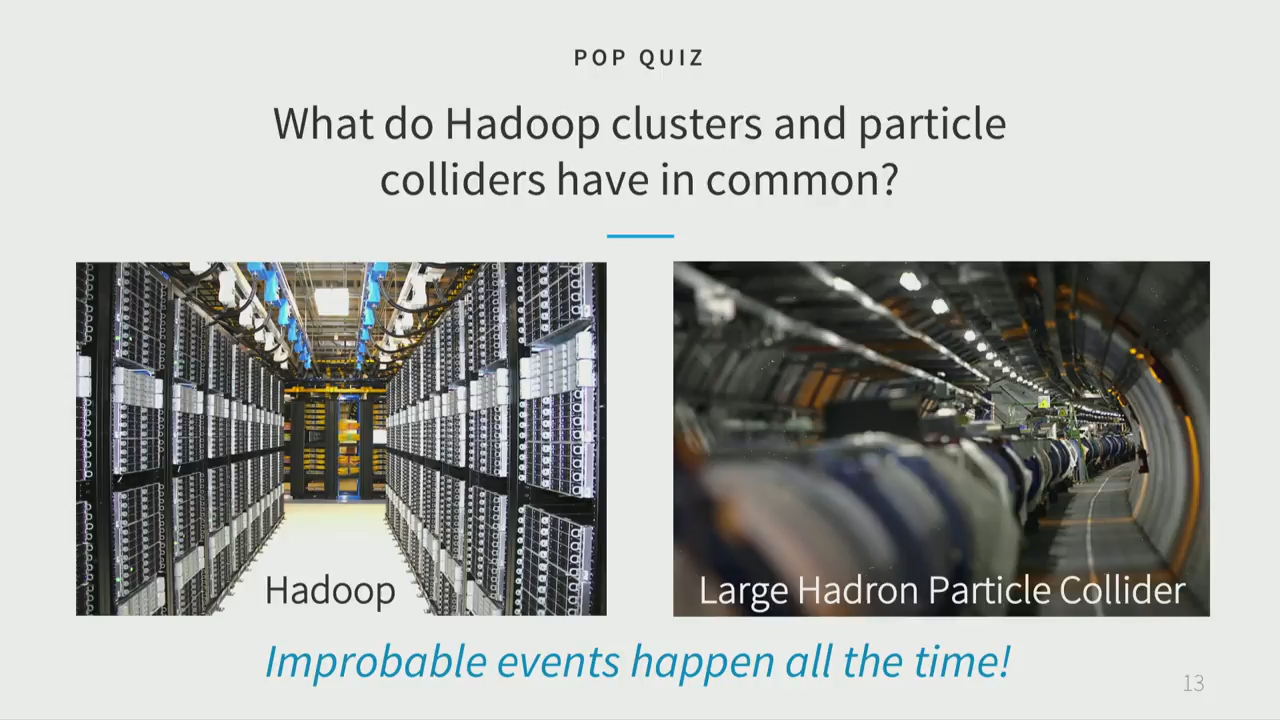 POP QUIZ
What do Hadoop clusters and particle
colliders have in common?
Hadoop
Large Hadron Particle Collider
Improbable events happen all the time!
13